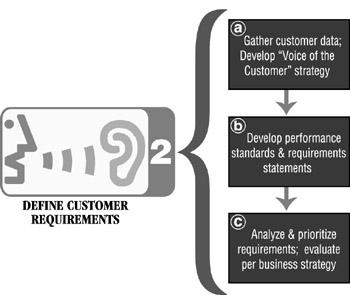 2
DEFINE CUSTOMER
REQUIREMENTS
a
Gather customer data;
Develop “Voice of the
Customer” strategy
b
Develop performance
standards & requirements
statements
c
Analyze & prioritize
requirements; evaluate
per business strategy